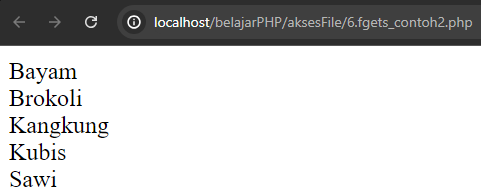 localhost/belajarPHP/aksesFile/6.fgets_contoh2.php
Bayam
Brokoli
Kangkung
Kubis
Sawi